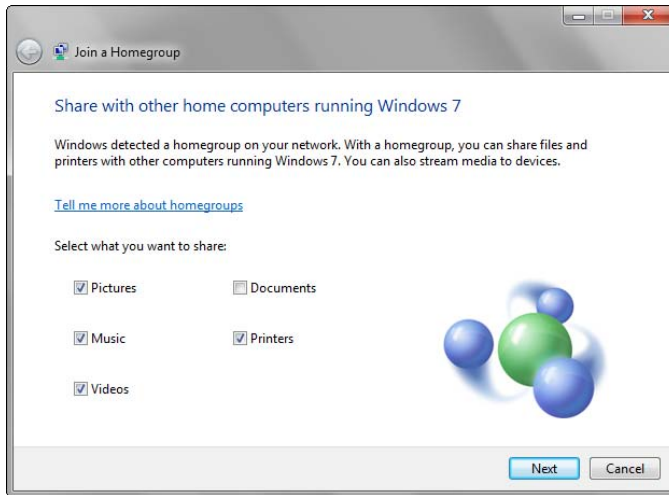 Join a Homegroup
Share with other home computers running Windows 7
Windows detected a homegroup on your network. With a homegroup, you can share files and
printers with other computers running Windows 7. You can also stream media to devices.
Tell me more about homegroups
Select what you want to share:
Pictures Documents
Music Printers
Videos
Next Cancel